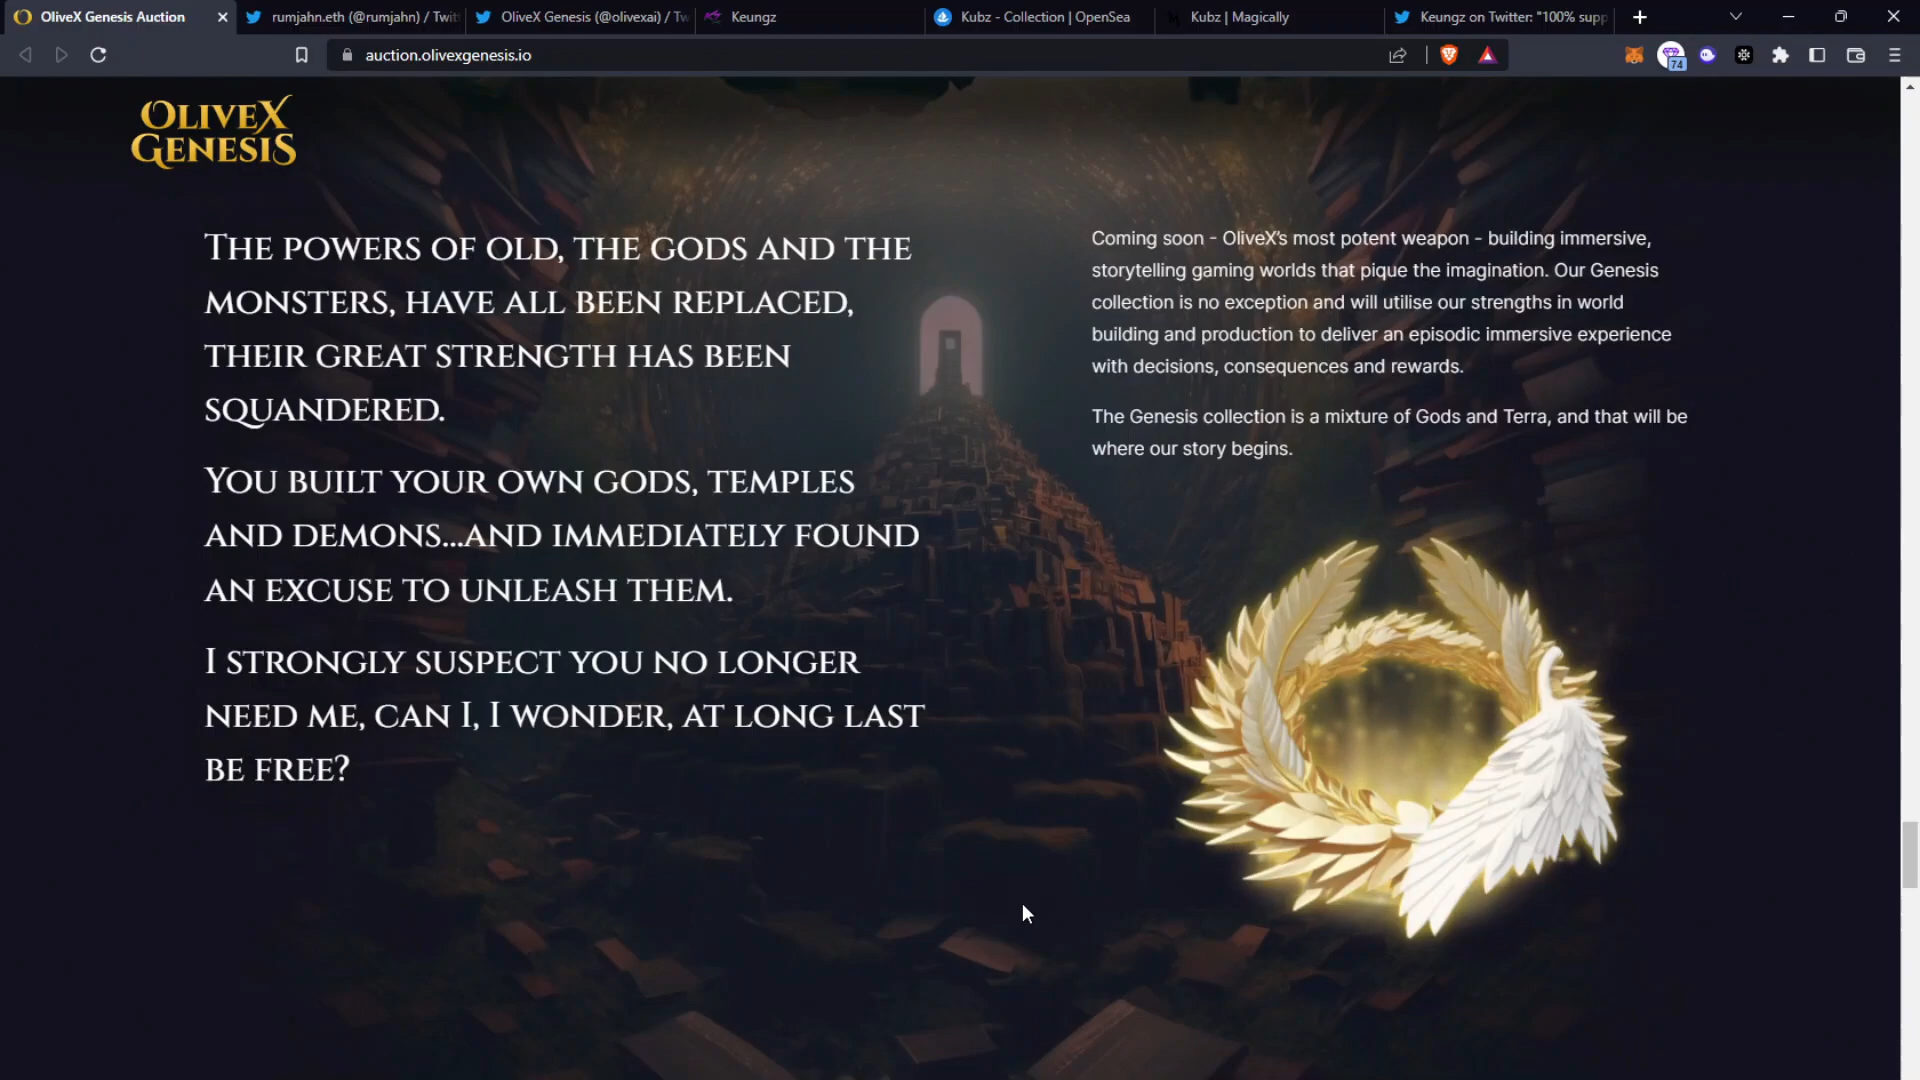 OliveX Genesis Auction
rumjahn.eth (@rumjahn) / Twit
OliveX Genesis (@olivexai) / Tw
Keungz
Kubz - Collection | OpenSea
Kubz | Magically
Keungz on Twitter: "100% supp
auction.olivexgenesis.io
74
OLIVEX
GENESIS
THE POWERS OF OLD, THE GODS AND THE
MONSTERS, HAVE ALL BEEN REPLACED,
THEIR GREAT STRENGTH HAS BEEN
SQUANDERED.
YOU BUILT YOUR OWN GODS, TEMPLES
AND DEMONS...AND IMMEDIATELY FOUND
AN EXCUSE TO UNLEASH THEM.
I STRONGLY SUSPECT YOU NO LONGER
NEED ME, CAN I, I WONDER, AT LONG LAST
BE FREE?
Coming soon - OliveX's most potent weapon - building immersive,
storytelling gaming worlds that pique the imagination. Our Genesis
collection is no exception and will utilise our strengths in world
building and production to deliver an episodic immersive experience
with decisions, consequences and rewards.
The Genesis collection is a mixture of Gods and Terra, and that will be
where our story begins.